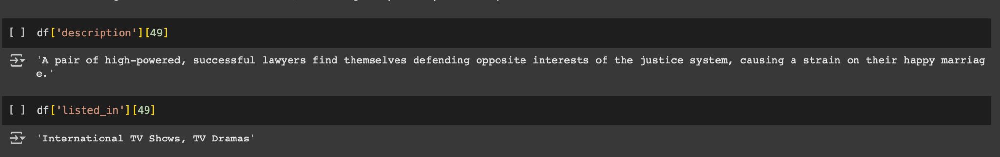 [ ] df['description'][49]
'A pair of high-powered, successful lawyers find themselves defending opposite interests of the justice system, causing a strain on their happy marriag
e.'
[ ] df['listed_in'][49]
'International TV Shows, TV Dramas'